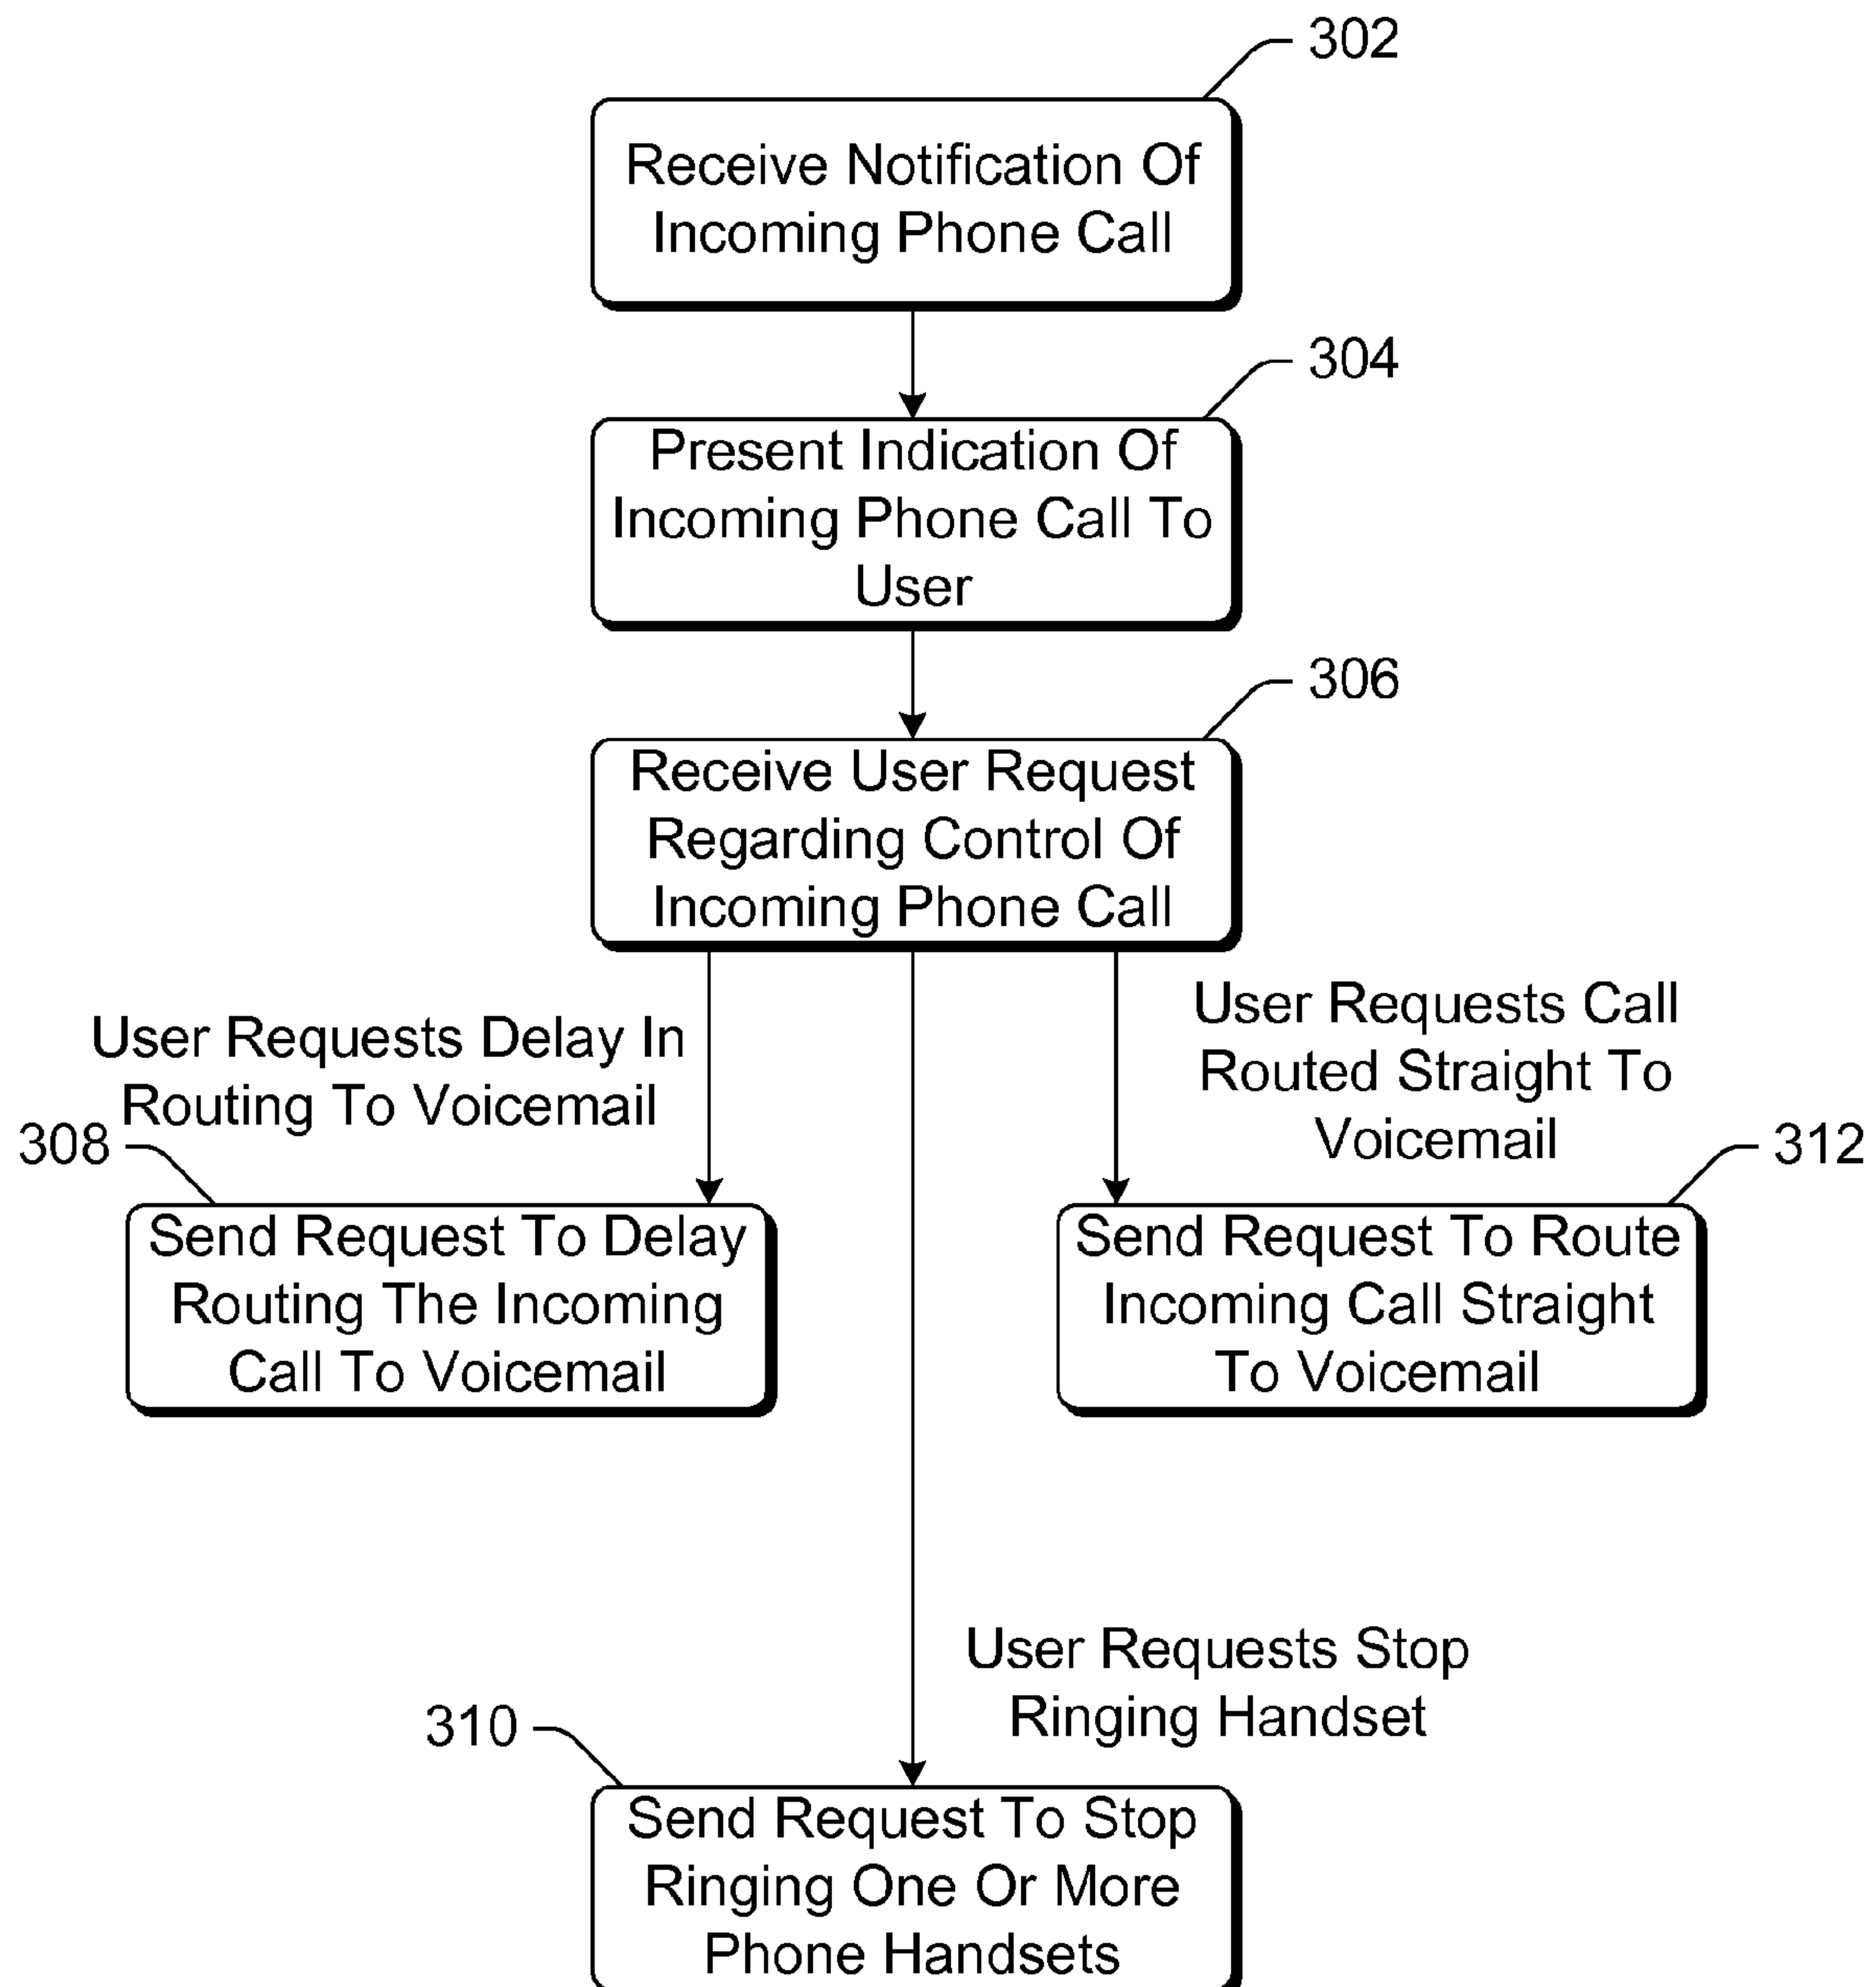 302
Receive Notification Of
Incoming Phone Call
304
Present Indication Of
Incoming Phone Call To
User
306
Receive User Request
Regarding Control Of
Incoming Phone Call
User Requests Delay In
Routing To Voicemail
User Requests Call
Routed Straight To
Voicemail
308
Send Request To Delay
Routing The Incoming
Call To Voicemail
312
Send Request To Route
Incoming Call Straight
To Voicemail
User Requests Stop
Ringing Handset
310
Send Request To Stop
Ringing One Or More
Phone Handsets